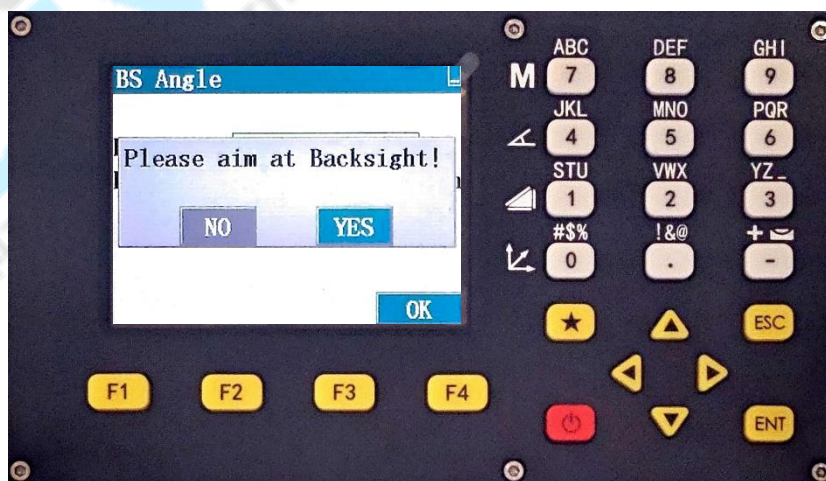 BS Angle
Please aim at Backsight!
NO YES
OK
F1 F2 F3 F4
ABC DEF GHI
M 7 8 9
JKL MNO PQR
4 5 6
STU VWX YZ_
1 2 3
#$% !&@ +
0 . -
★ ESC
ENT